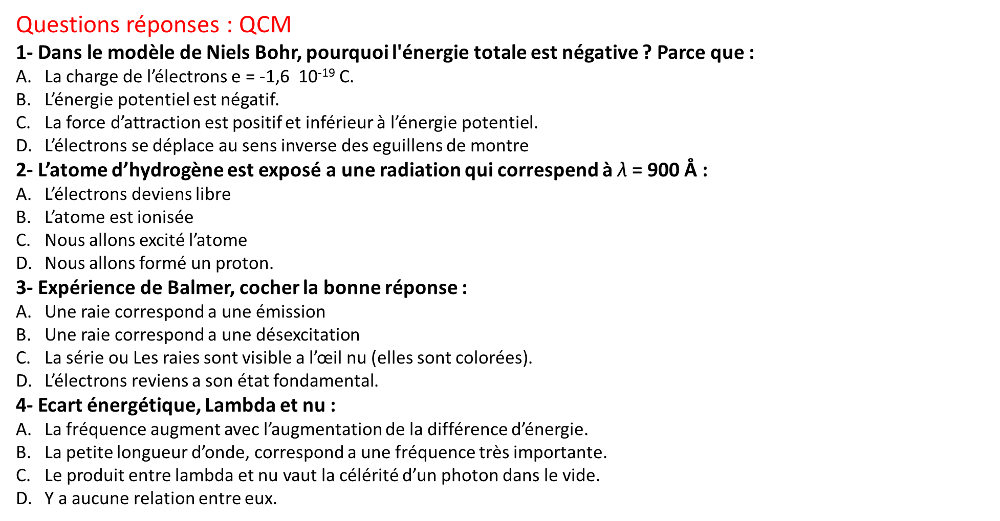 Questions réponses : QCM
1- Dans le modèle de Niels Bohr, pourquoi l'énergie totale est négative ? Parce que :
A. La charge de l’électrons e = -1,6 10⁻¹⁹ C.
B. L’énergie potentiel est négatif.
C. La force d’attraction est positif et inférieur à l’énergie potentiel.
D. L’électrons se déplace au sens inverse des eguillens de montre
2- L’atome d’hydrogène est exposé a une radiation qui correspend à λ = 900 Å :
A. L’électrons deviens libre
B. L’atome est ionisée
C. Nous allons excité l’atome
D. Nous allons formé un proton.
3- Expérience de Balmer, cocher la bonne réponse :
A. Une raie correspond a une émission
B. Une raie correspond a une désexcitation
C. La série ou Les raies sont visible a l’œil nu (elles sont colorées).
D. L’électrons reviens a son état fondamental.
4- Ecart énergétique, Lambda et nu :
A. La fréquence augment avec l’augmentation de la différence d’énergie.
B. La petite longueur d’onde, correspond a une fréquence très importante.
C. Le produit entre lambda et nu vaut la célérité d’un photon dans le vide.
D. Y a aucune relation entre eux.